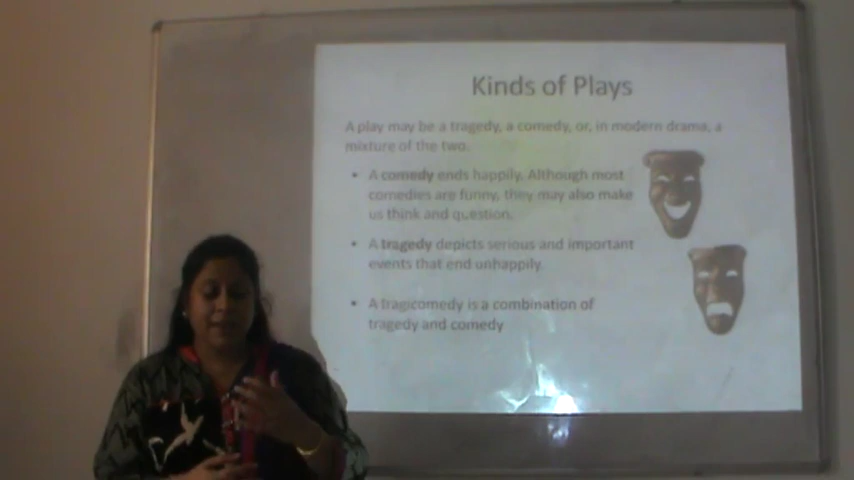 Kinds of Plays
A play may be a tragedy, a comedy, or, in modern drama, a
mixture of the two.
• A comedy ends happily. Although most
comedies are funny, they may also make
us think and question.
• A tragedy depicts serious and important
events that end unhappily.
• A tragicomedy is a combination of
tragedy and comedy